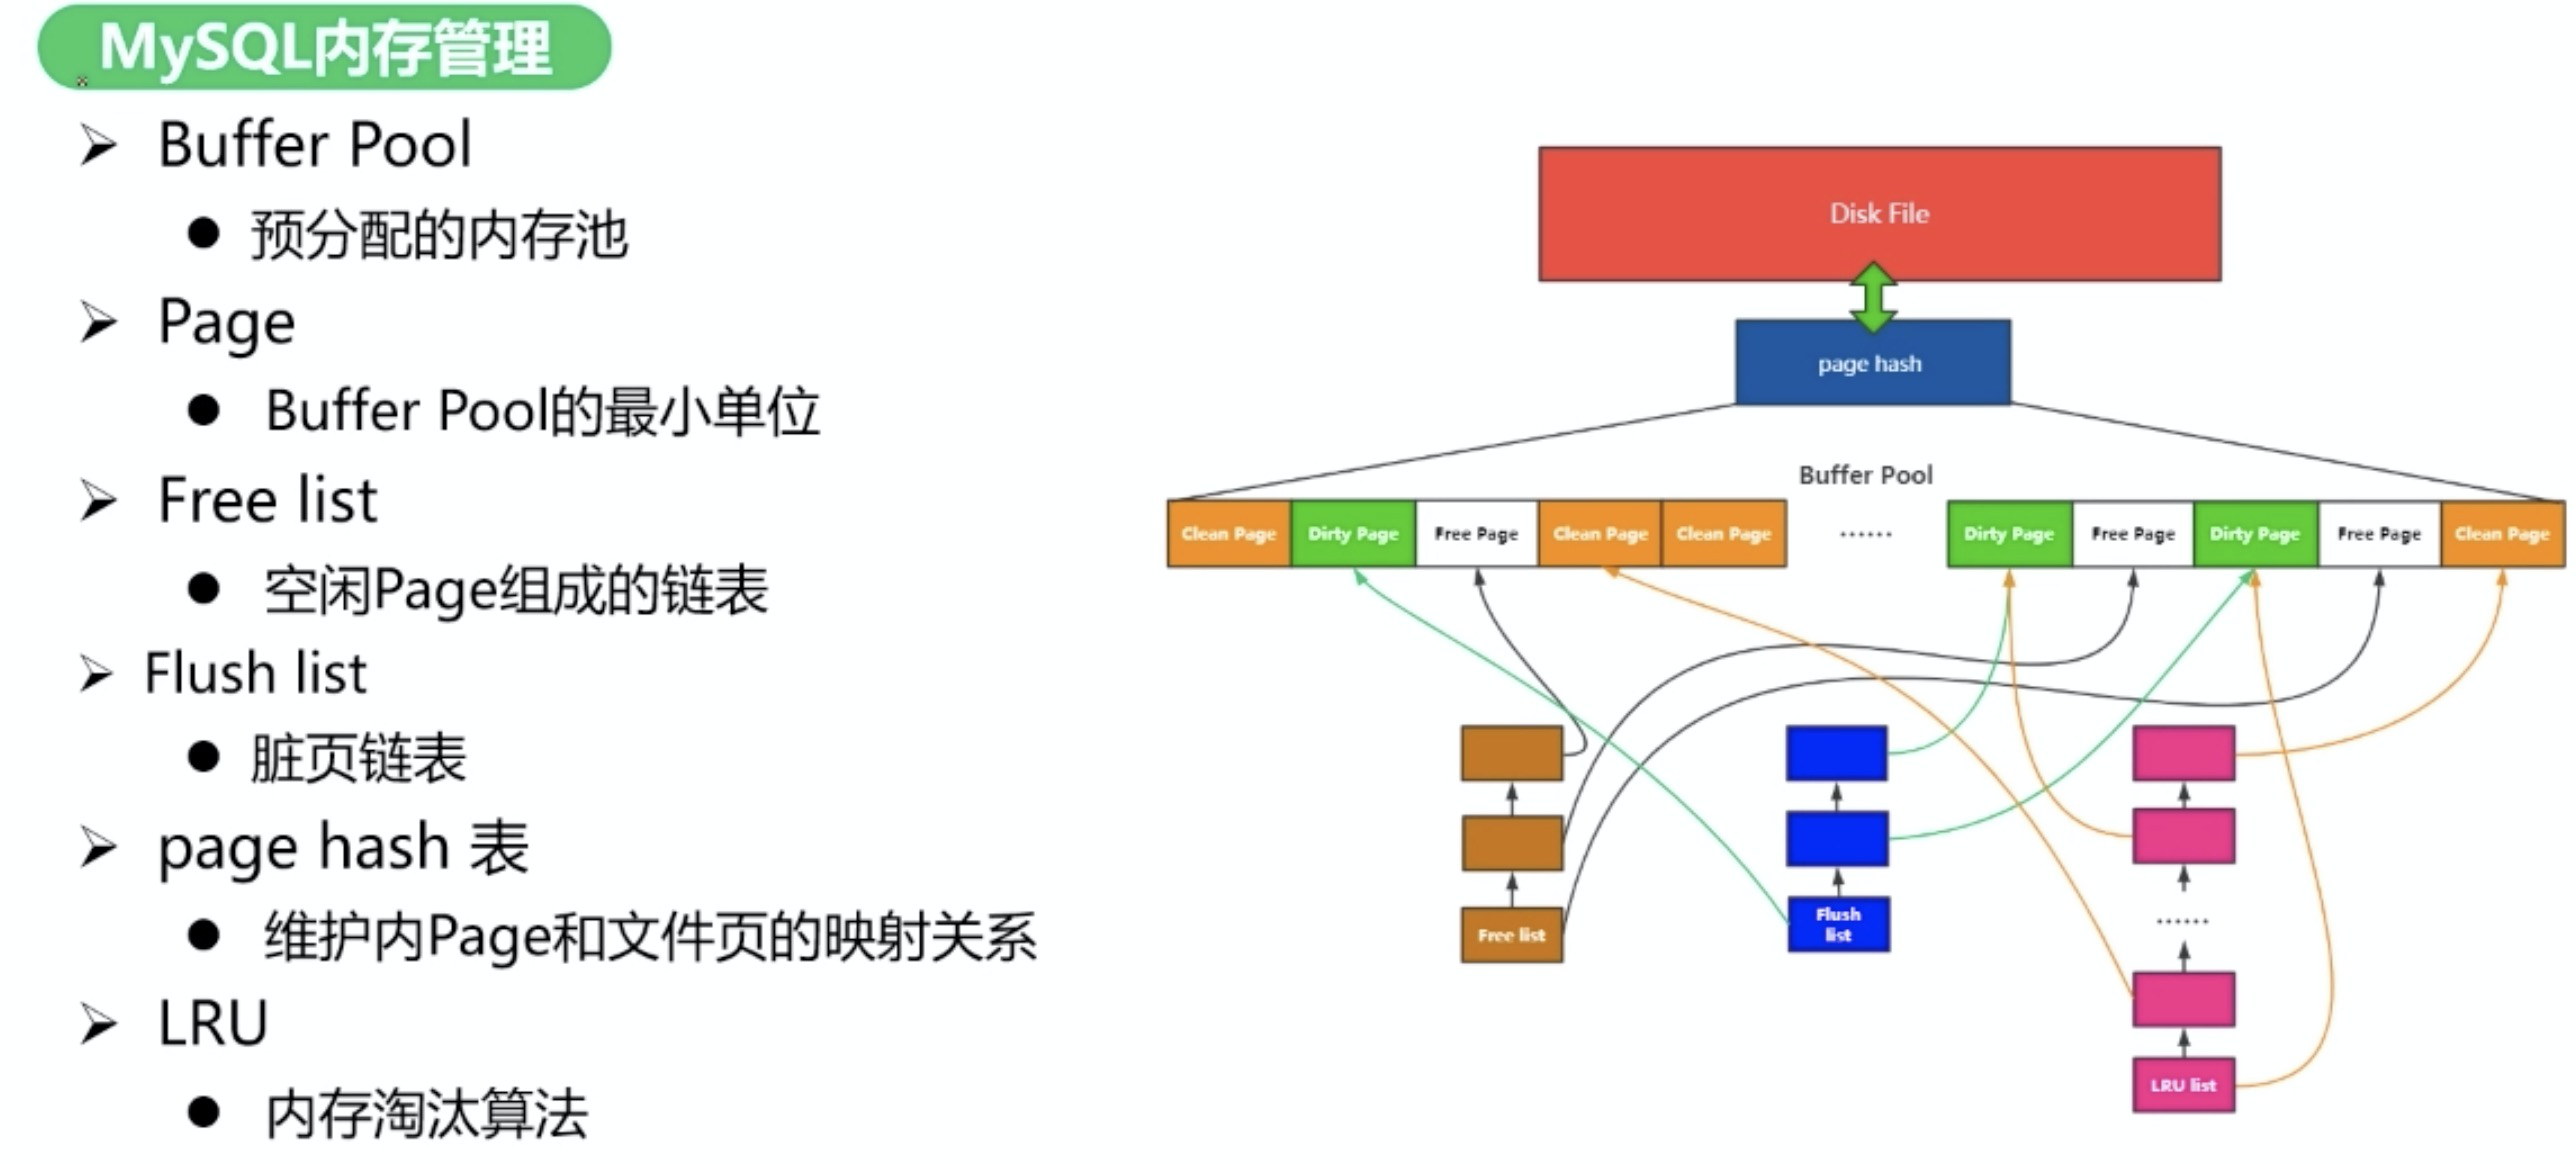 MySQL内存管理
Buffer Pool
预分配的内存池
Page
Buffer Pool的最小单位
Free list
空闲Page组成的链表
Flush list
脏页链表
page hash 表
维护内Page和文件页的映射关系
LRU
内存淘汰算法
Disk File
page hash
Buffer Pool
Clean Page Dirty Page Free Page Clean Page Clean Page ...... Dirty Page Free Page Dirty Page Free Page Clean Page
Free list
Flush
list
......
LRU list